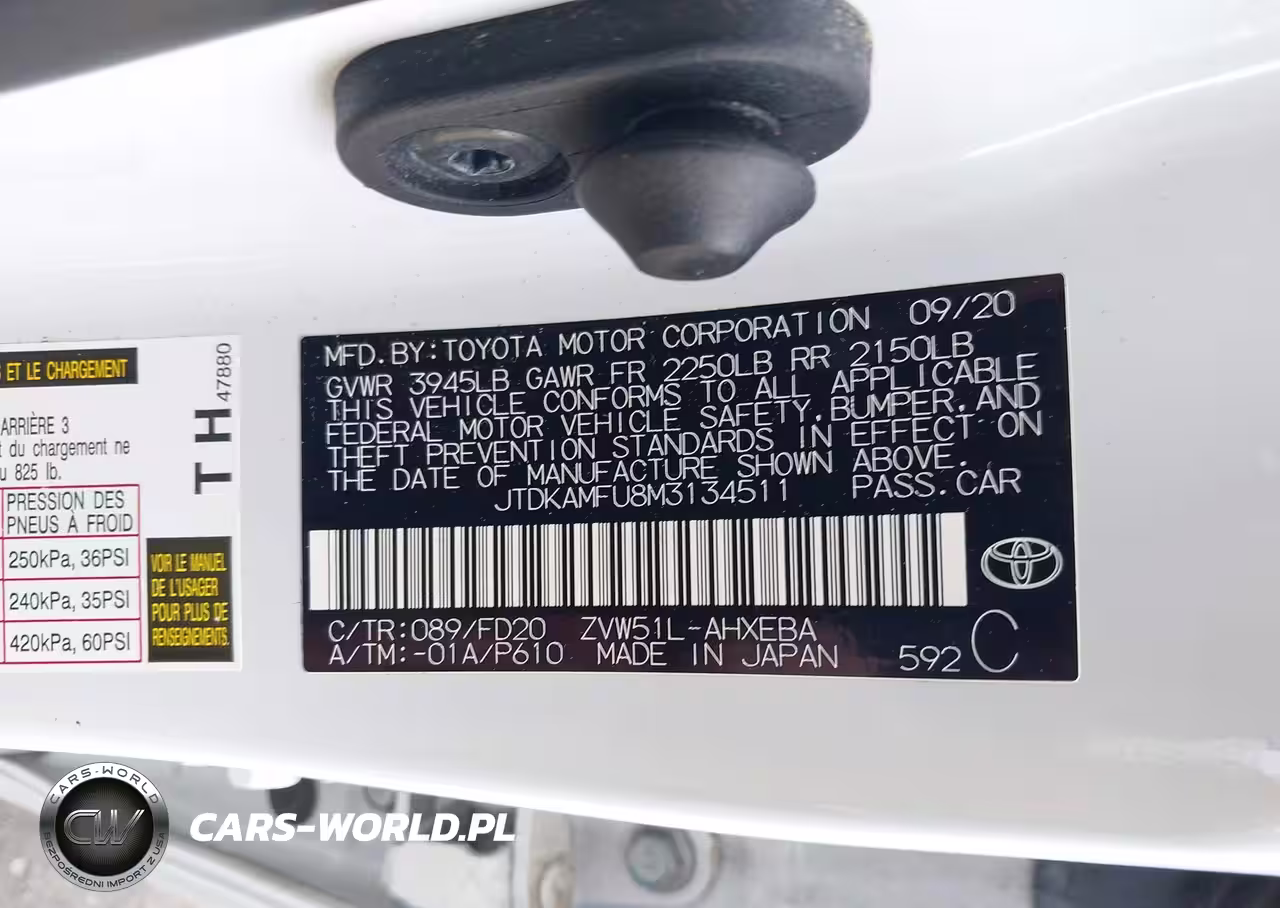 MFD.BY:TOYOTA MOTOR CORPORATION 09/20
GVWR 3945LB GAWR FR 2250LB RR 2150LB
THIS VEHICLE CONFORMS TO ALL APPLICABLE
FEDERAL MOTOR VEHICLE SAFETY, BUMPER, AND
THEFT PREVENTION STANDARDS IN EFFECT ON
THE DATE OF MANUFACTURE SHOWN ABOVE.
JTDKAMFU8M3134511 PASS.CAR
C/TR:089/FD20 ZVW51L-AHXEBA
A/TM:-01A/P610 MADE IN JAPAN 592 C
ET LE CHARGEMENT
ARRIÈRE 3
du chargement ne
825 lb.
PRESSION DES
PNEUS À FROID
250kPa, 36PSI
240kPa, 35PSI
420kPa, 60PSI
TH 47880
VOIR LE MANUEL
DE L'USAGER
POUR PLUS DE
RENSEIGNEMENTS.
CARS-WORLD
CW
BEZPOŚREDNI IMPORT Z USA
CARS-WORLD.PL